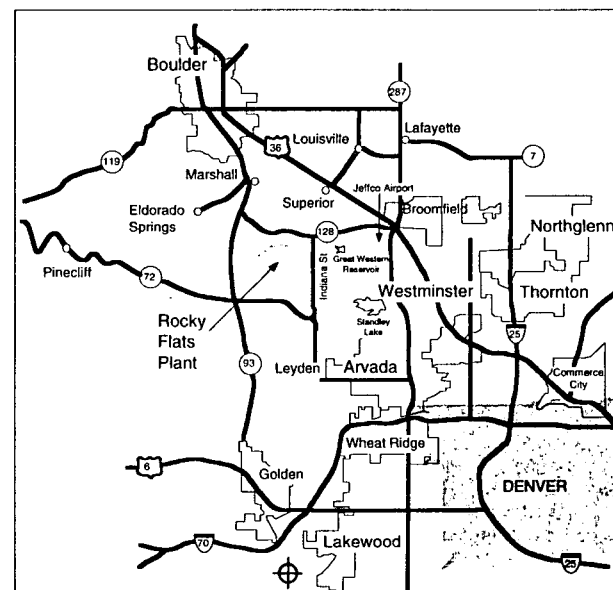 Boulder
287
Lafayette
Louisville
36
7
119
Marshall
Jeffco Airport
Superior
Eldorado
Springs
Broomfield
Northglenn
128
Great Western
Reservoir
Pinecliff
72
Indiana St
Westminster
Thornton
Rocky
Flats
Plant
Standley
Lake
25
93
Leyden
Arvada
Commerce
City
Wheat Ridge
6
Golden
DENVER
70
Lakewood
25